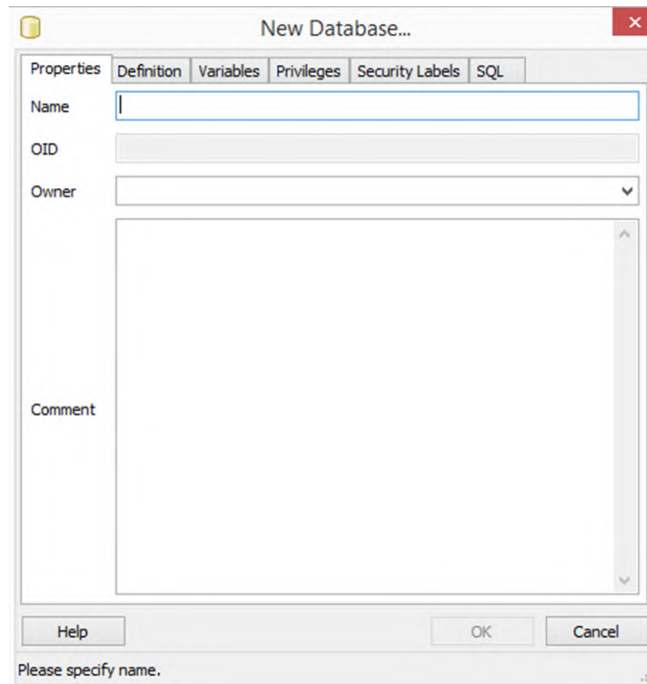 New Database...
Properties Definition Variables Privileges Security Labels SQL
Name
OID
Owner
Comment
Help OK Cancel
Please specify name.